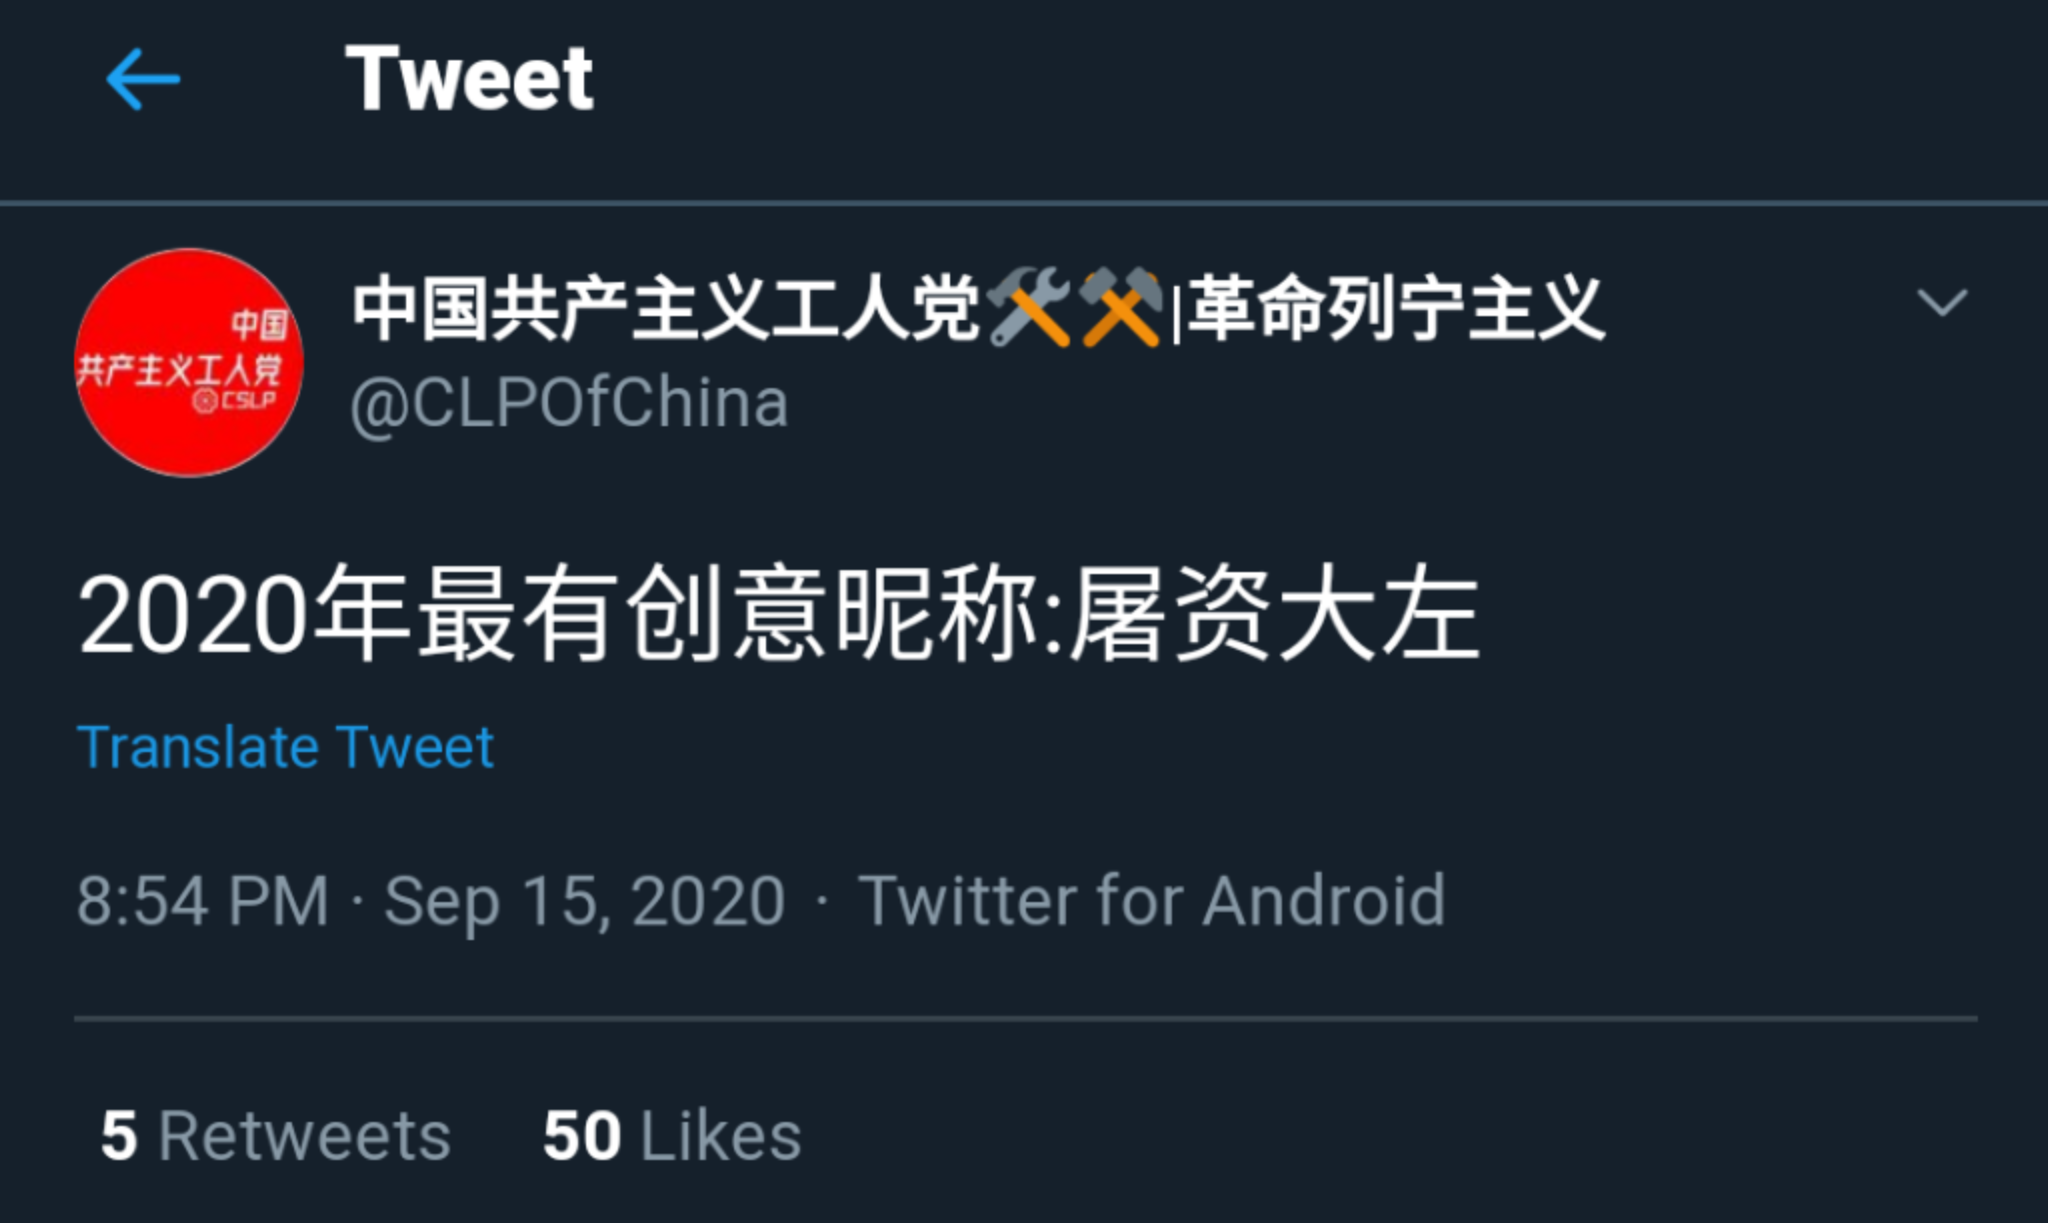 Tweet
中国共产主义工人党🛠️⚒️|革命列宁主义
@CLPOfChina
中国
共产主义工人党
CSLP
2020年最有创意昵称:屠资大左
Translate Tweet
8:54 PM · Sep 15, 2020 · Twitter for Android
5 Retweets 50 Likes